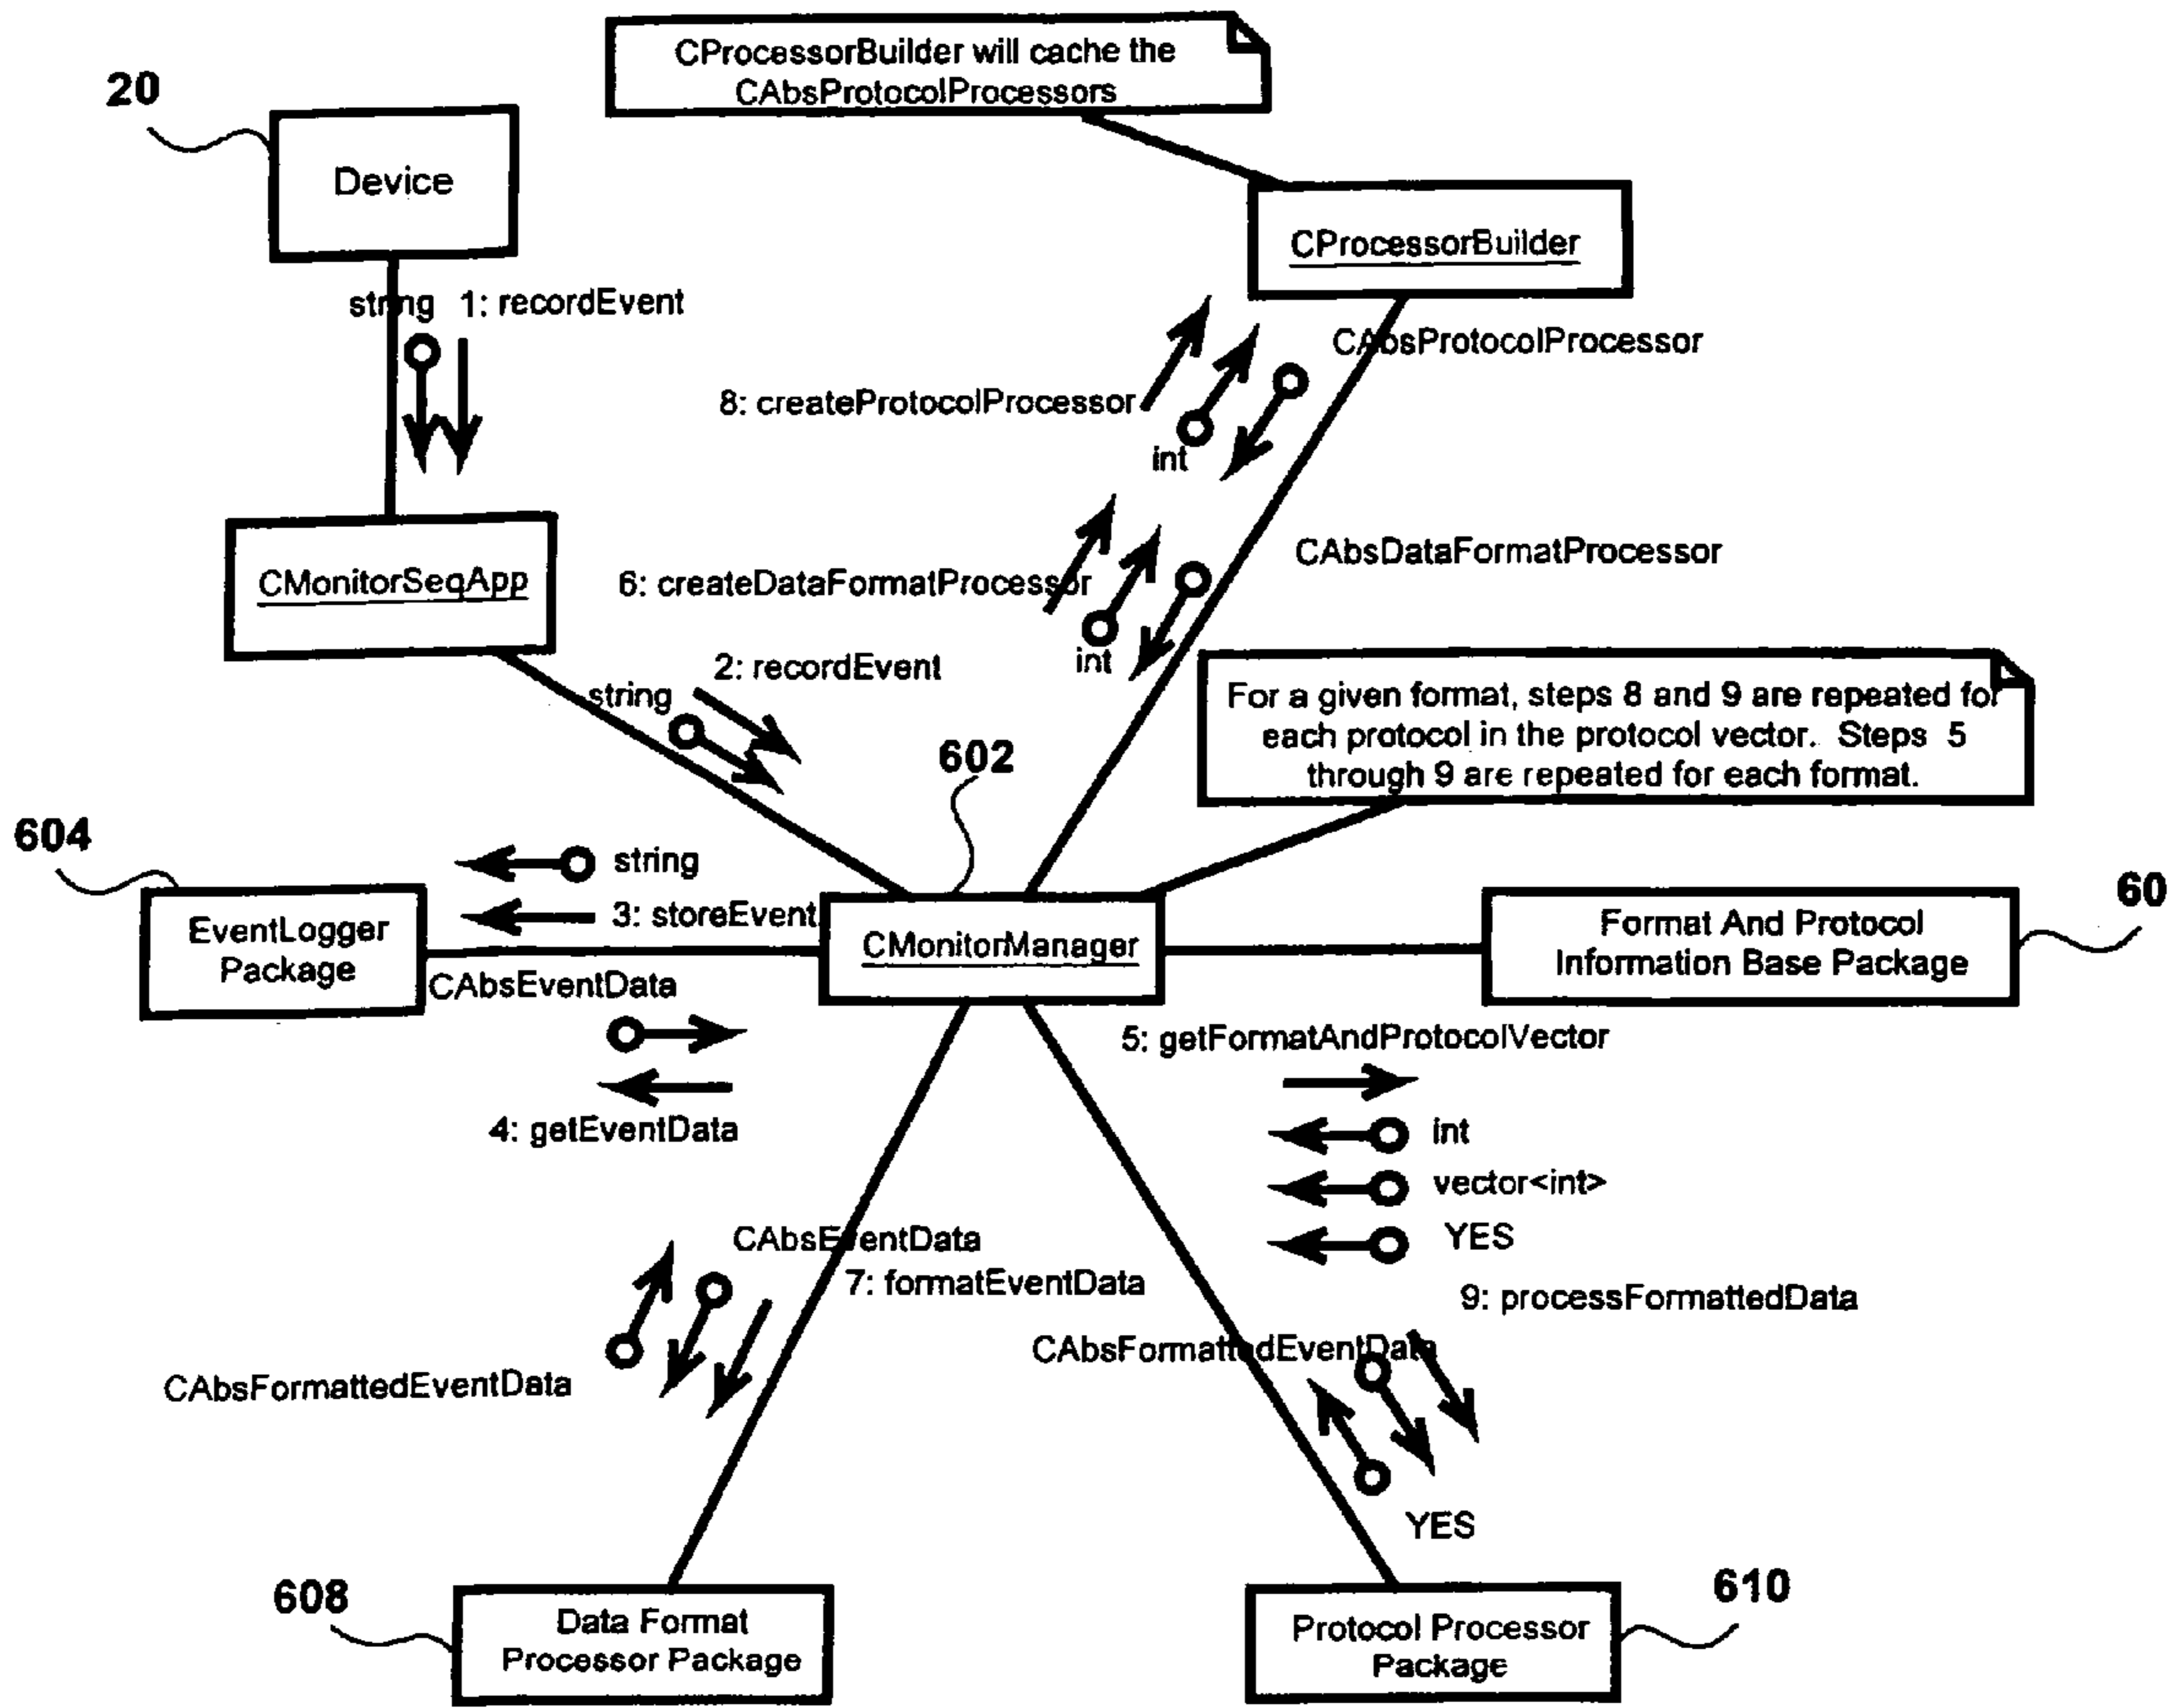 CProcessorBuilder will cache the
CAbsProtocolProcessors
20
Device
CProcessorBuilder
string 1: recordEvent
CAbsProtocolProcessor
8: createProtocolProcessor
int
CMonitorSeqApp
CAbsDataFormatProcessor
6: createDataFormatProcessor
int
2: recordEvent
string
For a given format, steps 8 and 9 are repeated for
each protocol in the protocol vector. Steps 5
through 9 are repeated for each format.
602
604
string
3: storeEvent
EventLogger
Package
CMonitorManager
Format And Protocol
Information Base Package
60
CAbsEventData
4: getEventData
5: getFormatAndProtocolVector
int
vector<int>
YES
CAbsEventData
7: formatEventData
CAbsFormattedEventData
9: processFormattedData
CAbsFormattedEventData
YES
608
Data Format
Processor Package
610
Protocol Processor
Package